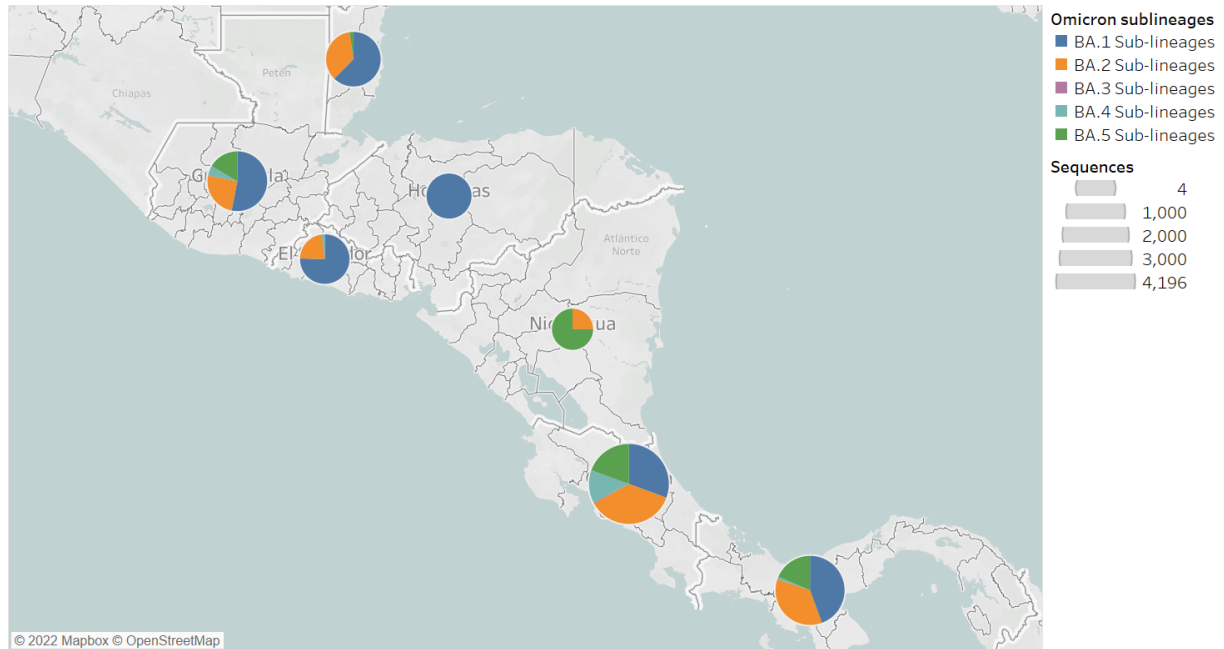 Omicron sublineages
BA.1 Sub-lineages
BA.2 Sub-lineages
BA.3 Sub-lineages
BA.4 Sub-lineages
BA.5 Sub-lineages
Sequences
4
1,000
2,000
3,000
4,196
Petén
Chiapas
Atlántico
Norte
© 2022 Mapbox © OpenStreetMap